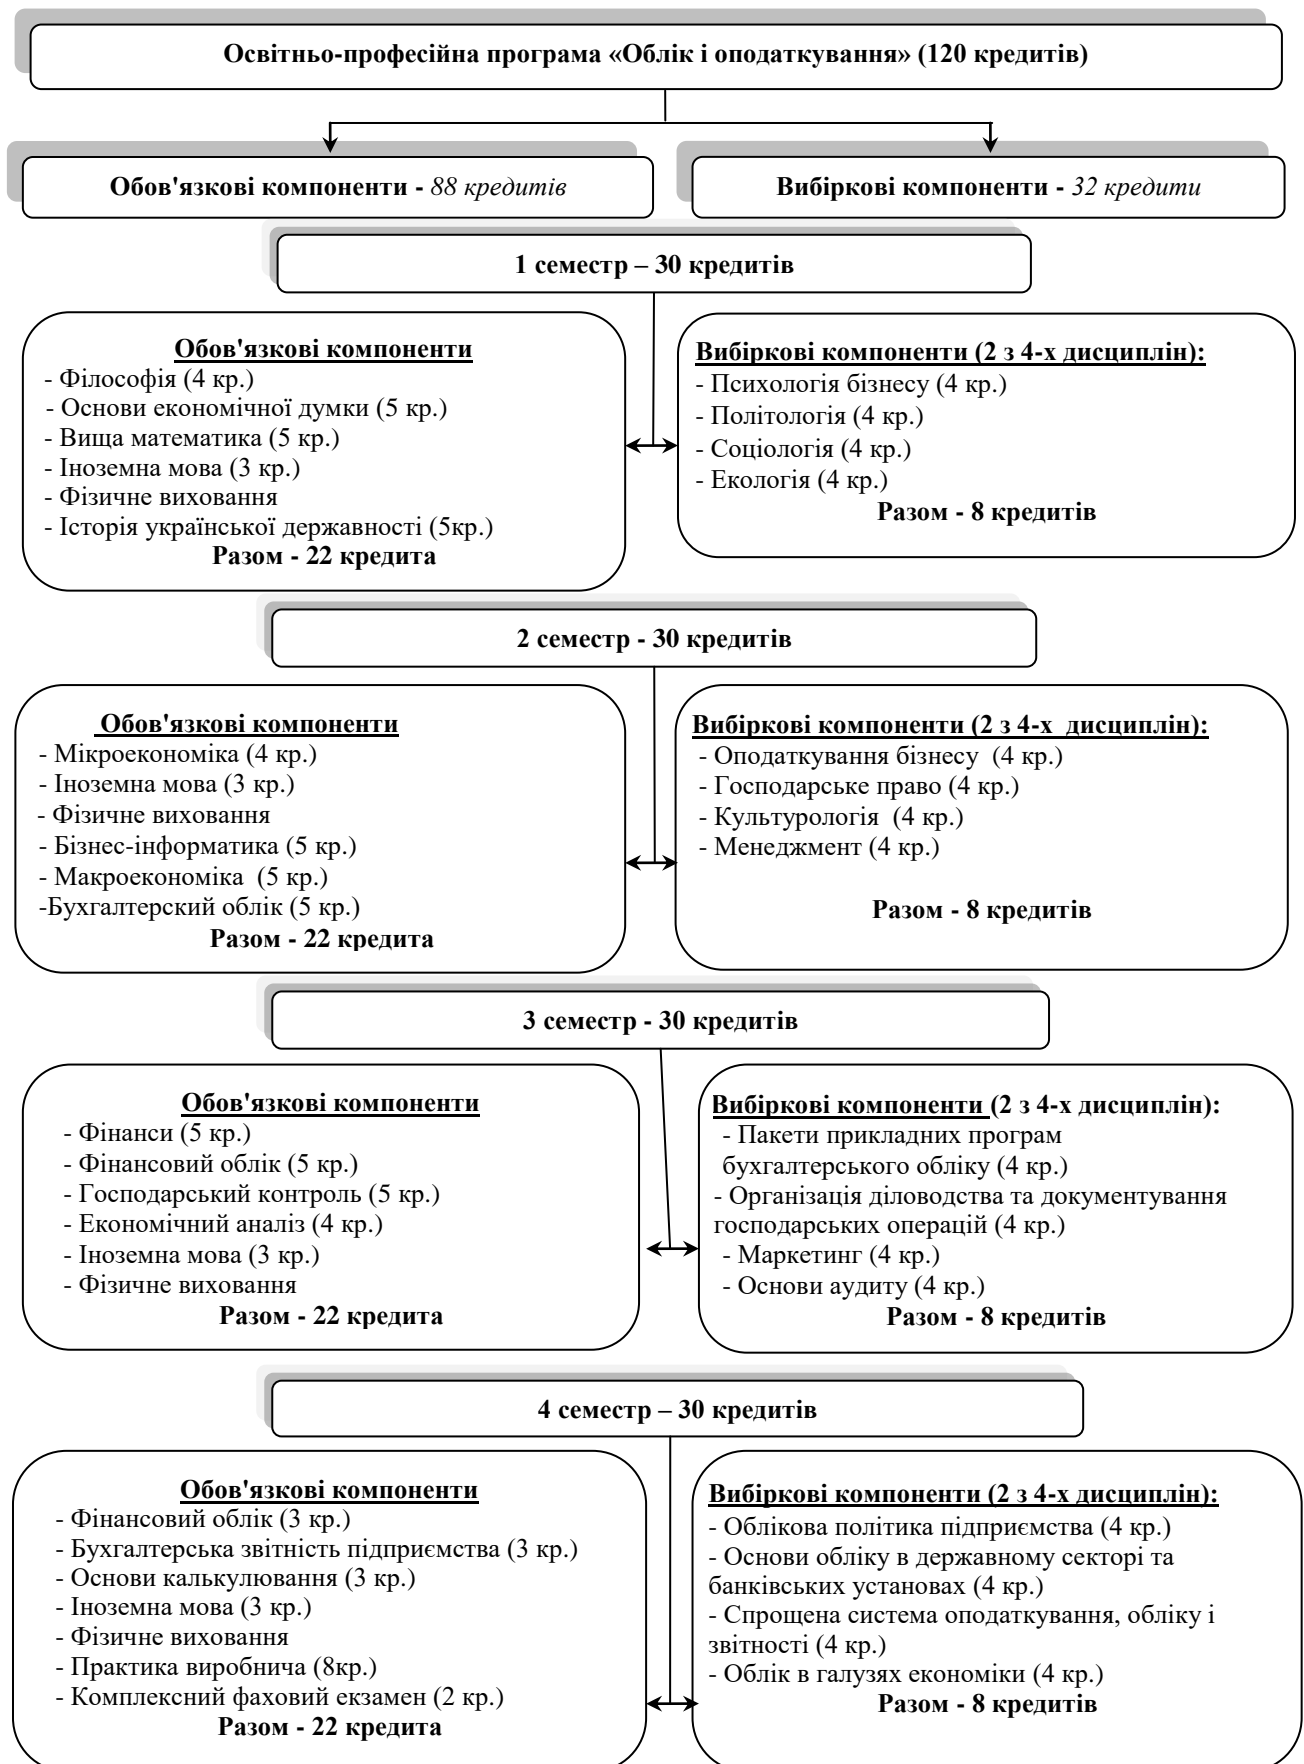 Освітньо-професійна програма «Облік і оподаткування» (120 кредитів)
Обов'язкові компоненти - 88 кредитів
Вибіркові компоненти - 32 кредити
1 семестр – 30 кредитів
Обов'язкові компоненти
- Філософія (4 кр.)
- Основи економічної думки (5 кр.)
- Вища математика (5 кр.)
- Іноземна мова (3 кр.)
- Фізичне виховання
- Історія української державності (5кр.)
Разом - 22 кредита
Вибіркові компоненти (2 з 4-х дисциплін):
- Психологія бізнесу (4 кр.)
- Політологія (4 кр.)
- Соціологія (4 кр.)
- Екологія (4 кр.)
Разом - 8 кредитів
2 семестр - 30 кредитів
Обов'язкові компоненти
- Мікроекономіка (4 кр.)
- Іноземна мова (3 кр.)
- Фізичне виховання
- Бізнес-інформатика (5 кр.)
- Макроекономіка (5 кр.)
-Бухгалтерский облік (5 кр.)
Разом - 22 кредита
Вибіркові компоненти (2 з 4-х дисциплін):
- Оподаткування бізнесу (4 кр.)
- Господарське право (4 кр.)
- Культурологія (4 кр.)
- Менеджмент (4 кр.)
Разом - 8 кредитів
3 семестр - 30 кредитів
Обов'язкові компоненти
- Фінанси (5 кр.)
- Фінансовий облік (5 кр.)
- Господарський контроль (5 кр.)
- Економічний аналіз (4 кр.)
- Іноземна мова (3 кр.)
- Фізичне виховання
Разом - 22 кредита
Вибіркові компоненти (2 з 4-х дисциплін):
- Пакети прикладних програм
бухгалтерського обліку (4 кр.)
- Організація діловодства та документування
господарських операцій (4 кр.)
- Маркетинг (4 кр.)
- Основи аудиту (4 кр.)
Разом - 8 кредитів
4 семестр – 30 кредитів
Обов'язкові компоненти
- Фінансовий облік (3 кр.)
- Бухгалтерська звітність підприємства (3 кр.)
- Основи калькулювання (3 кр.)
- Іноземна мова (3 кр.)
- Фізичне виховання
- Практика виробнича (8кр.)
- Комплексний фаховий екзамен (2 кр.)
Разом - 22 кредита
Вибіркові компоненти (2 з 4-х дисциплін):
- Облікова політика підприємства (4 кр.)
- Основи обліку в державному секторі та
банківських установах (4 кр.)
- Спрощена система оподаткування, обліку і
звітності (4 кр.)
- Облік в галузях економіки (4 кр.)
Разом - 8 кредитів